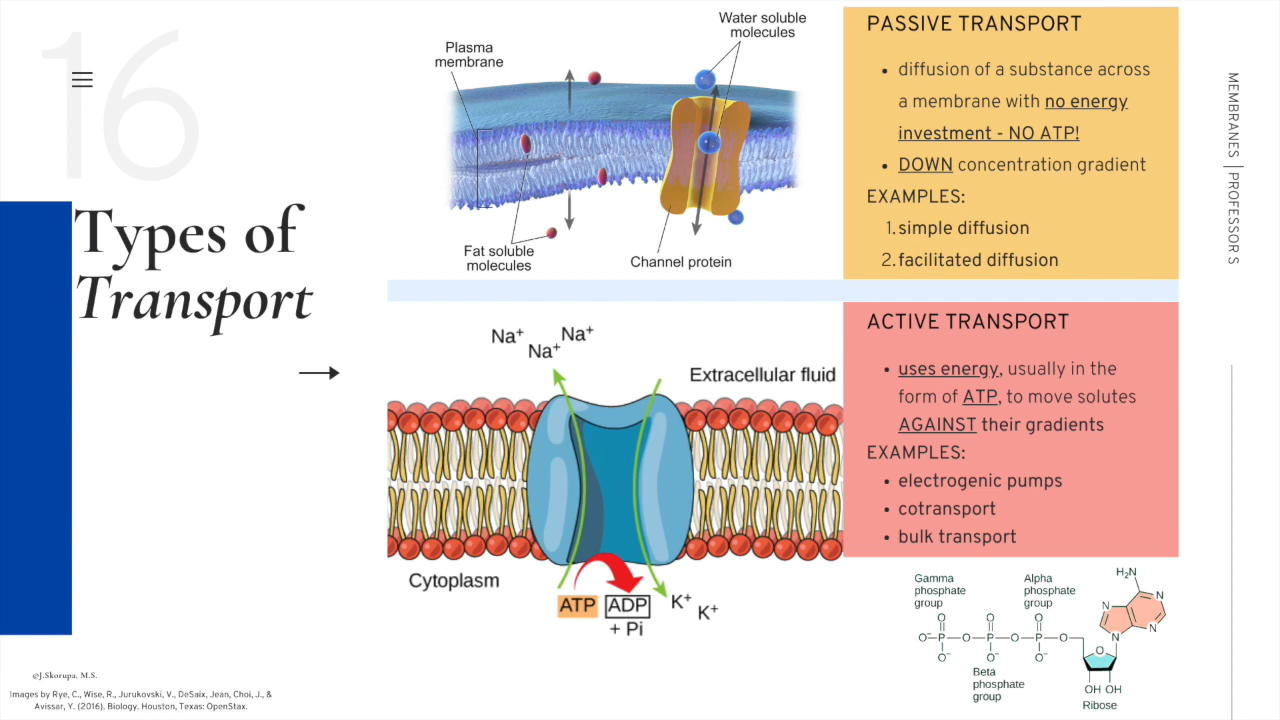 16
Types of
Transport
Plasma
membrane
Water soluble
molecules
Fat soluble
molecules
Channel protein
PASSIVE TRANSPORT
• diffusion of a substance across
a membrane with no energy
investment - NO ATP!
• DOWN concentration gradient
EXAMPLES:
1. simple diffusion
2. facilitated diffusion
Na+
Na+
Na+
Extracellular fluid
Cytoplasm
ATP
ADP
+ Pi
K+
K+
ACTIVE TRANSPORT
• uses energy, usually in the
form of ATP, to move solutes
AGAINST their gradients
EXAMPLES:
• electrogenic pumps
• cotransport
• bulk transport
Gamma
phosphate
group
Alpha
phosphate
group
Beta
phosphate
group
H₂N
N
N
N
N
O
O
O
O⁻
P
O
P
O
P
O
O⁻
O⁻
O⁻
O
OH OH
Ribose
MEMBRANES | PROFESSOR S
@J.Skorupa, M.S.
Images by Rye, C., Wise, R., Jurukovski, V., DeSaix, Jean, Choi, J., &
Avissar, Y. (2016). Biology. Houston, Texas: OpenStax.